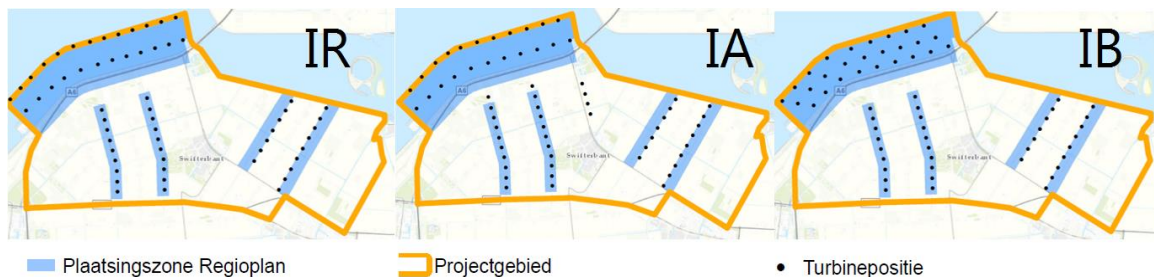 IR
IA
IB
A6
A6
A6
Swifterbant
Swifterbant
Swifterbant
Plaatsingszone Regioplan
Projectgebied
Turbinepositie